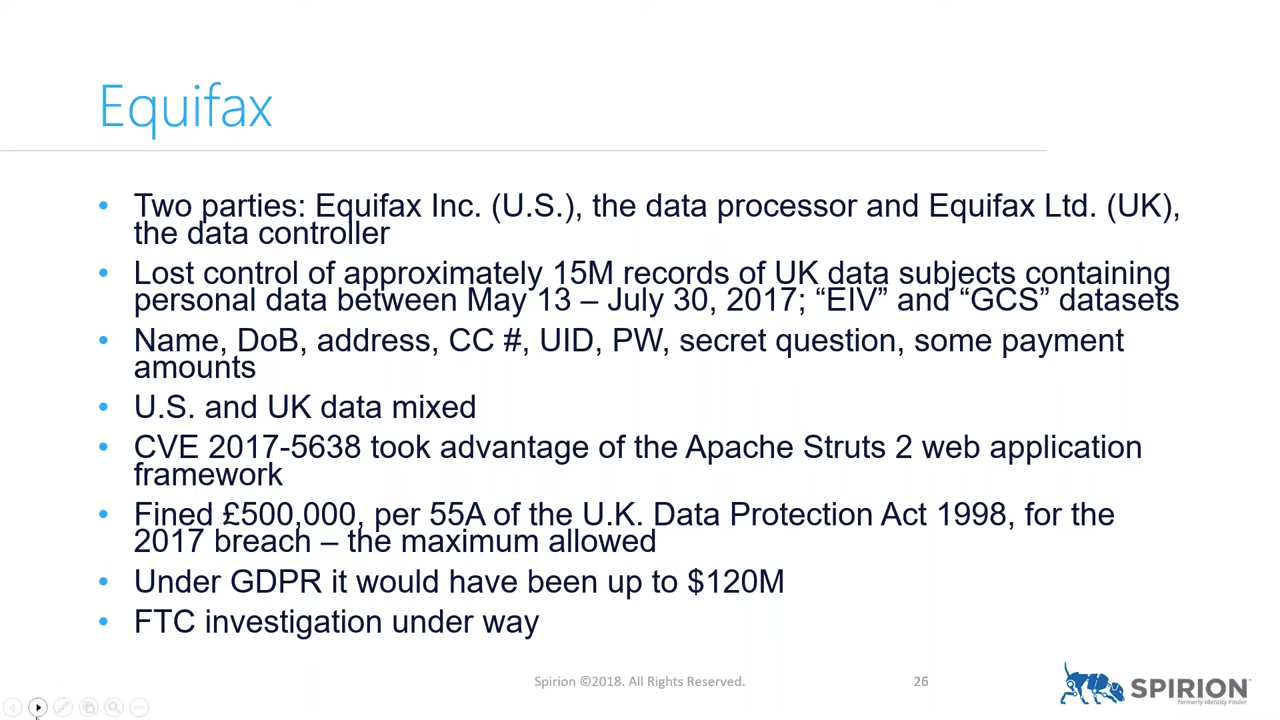 Equifax
• Two parties: Equifax Inc. (U.S.), the data processor and Equifax Ltd. (UK),
the data controller
• Lost control of approximately 15M records of UK data subjects containing
personal data between May 13 – July 30, 2017; “EIV” and “GCS” datasets
• Name, DoB, address, CC #, UID, PW, secret question, some payment
amounts
• U.S. and UK data mixed
• CVE 2017-5638 took advantage of the Apache Struts 2 web application
framework
• Fined £500,000, per 55A of the U.K. Data Protection Act 1998, for the
2017 breach – the maximum allowed
• Under GDPR it would have been up to $120M
• FTC investigation under way
Spirion ©2018. All Rights Reserved.
26
SPIRION
formerly Identity Finder